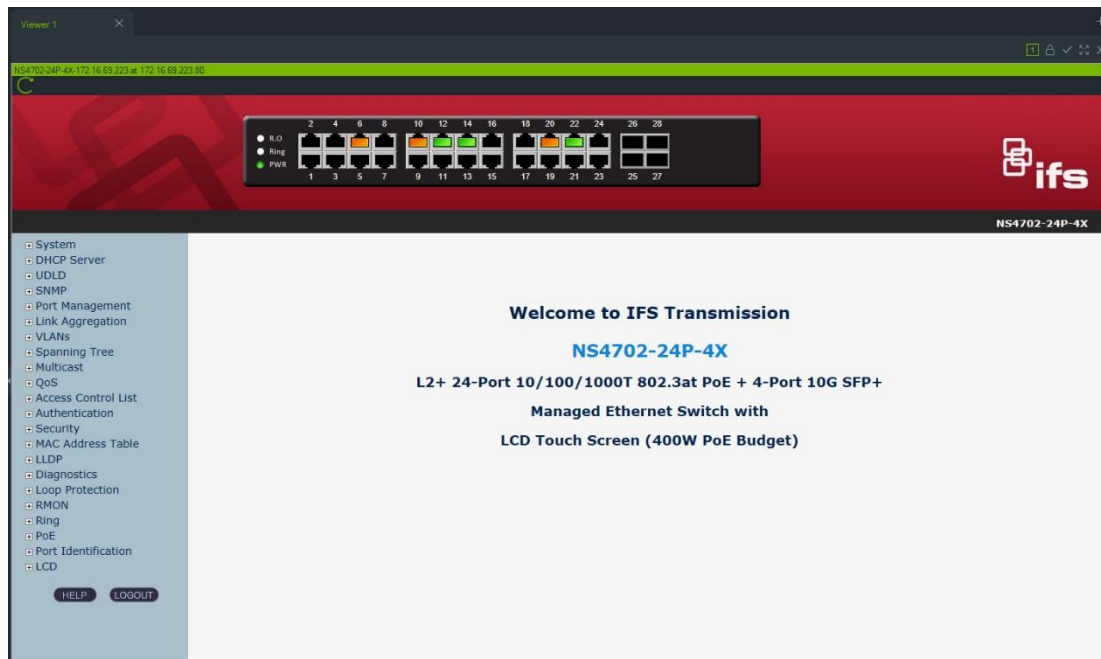 Viewer 1
1
NS4702-24P-4X-172.16.69.223 at 172.16.69.223:80
2 4 6 8 10 12 14 16 18 20 22 24 26 28
R.O
Ring
PWR
1 3 5 7 9 11 13 15 17 19 21 23 25 27
ifs
NS4702-24P-4X
System
DHCP Server
UDLD
SNMP
Port Management
Link Aggregation
VLANs
Spanning Tree
Multicast
QoS
Access Control List
Authentication
Security
MAC Address Table
LLDP
Diagnostics
Loop Protection
RMON
Ring
PoE
Port Identification
LCD
HELP LOGOUT
Welcome to IFS Transmission
NS4702-24P-4X
L2+ 24-Port 10/100/1000T 802.3at PoE + 4-Port 10G SFP+
Managed Ethernet Switch with
LCD Touch Screen (400W PoE Budget)